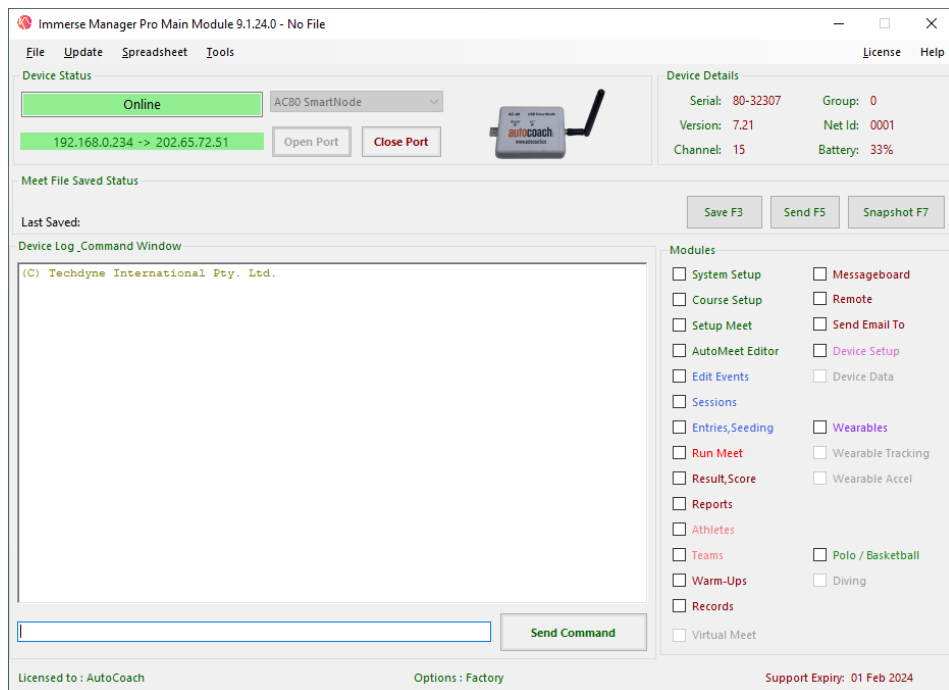 Immerse Manager Pro Main Module 9.1.24.0 - No File
File Update Spreadsheet Tools License Help
Device Status
Online
AC80 SmartNode
192.168.0.234 -> 202.65.72.51
Open Port
Close Port
autocoach
Device Details
Serial: 80-32307 Group: 0
Version: 7.21 Net Id: 0001
Channel: 15 Battery: 33%
Meet File Saved Status
Last Saved:
Save F3
Send F5
Snapshot F7
Device Log _Command Window
(C) Techdyne International Pty. Ltd.
Send Command
Modules
System Setup
Course Setup
Setup Meet
AutoMeet Editor
Edit Events
Sessions
Entries,Seeding
Run Meet
Result,Score
Reports
Athletes
Teams
Warm-Ups
Records
Virtual Meet
Messageboard
Remote
Send Email To
Device Setup
Device Data
Wearables
Wearable Tracking
Wearable Accel
Polo / Basketball
Diving
Licensed to : AutoCoach
Options : Factory
Support Expiry: 01 Feb 2024